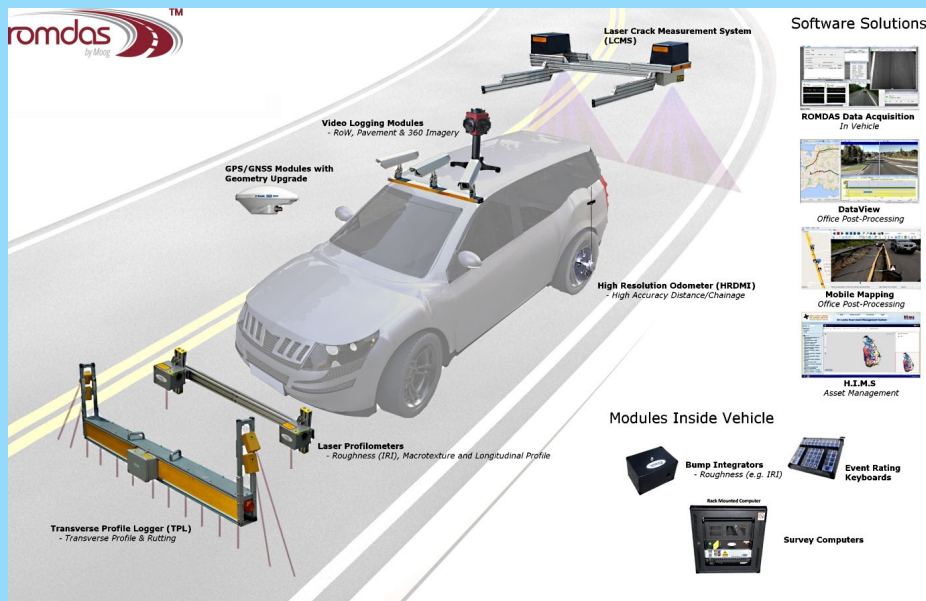 romdas
TM
by Moog
Software Solutions
Laser Crack Measurement System
(LCMS)
Video Logging Modules
- RoW, Pavement & 360 Imagery
ROMDAS Data Acquisition
In Vehicle
GPS/GNSS Modules with
Geometry Upgrade
DataView
Office Post-Processing
High Resolution Odometer (HRDMI)
- High Accuracy Distance/Chainage
Mobile Mapping
Office Post-Processing
H.I.M.S
Asset Management
Laser Profilometers
- Roughness (IRI), Macrotexture and Longitudinal Profile
Modules Inside Vehicle
Bump Integrators
- Roughness (e.g. IRI)
Event Rating
Keyboards
Transverse Profile Logger (TPL)
- Transverse Profile & Rutting
Rack Mounted Computer
Survey Computers